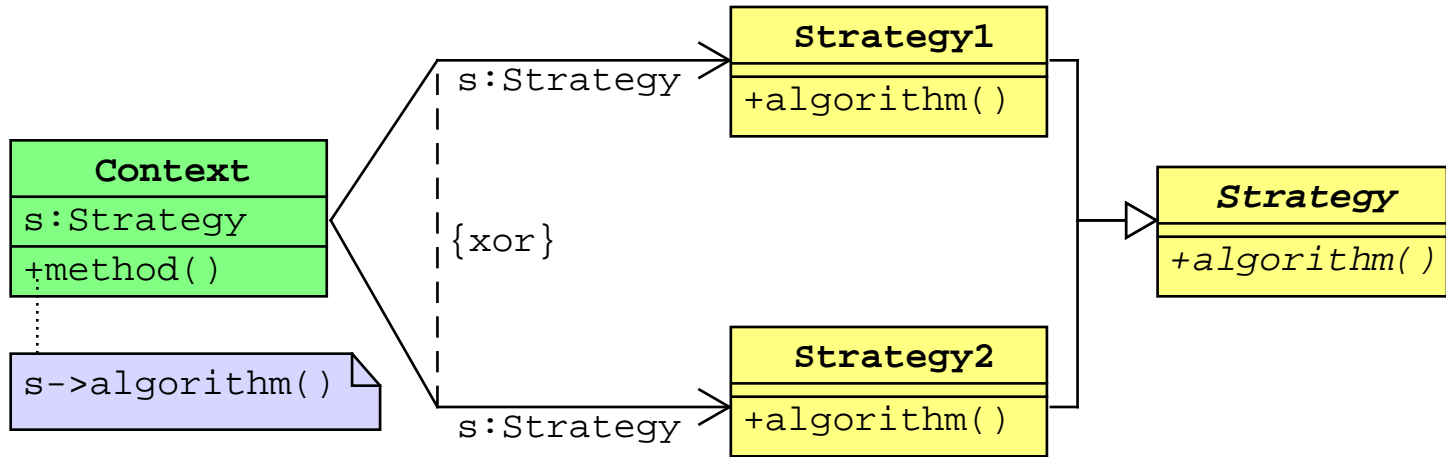 Strategy1
s:Strategy
+algorithm()
Context
s:Strategy
+method()
{xor}
Strategy
+algorithm()
s->algorithm()
Strategy2
s:Strategy
+algorithm()